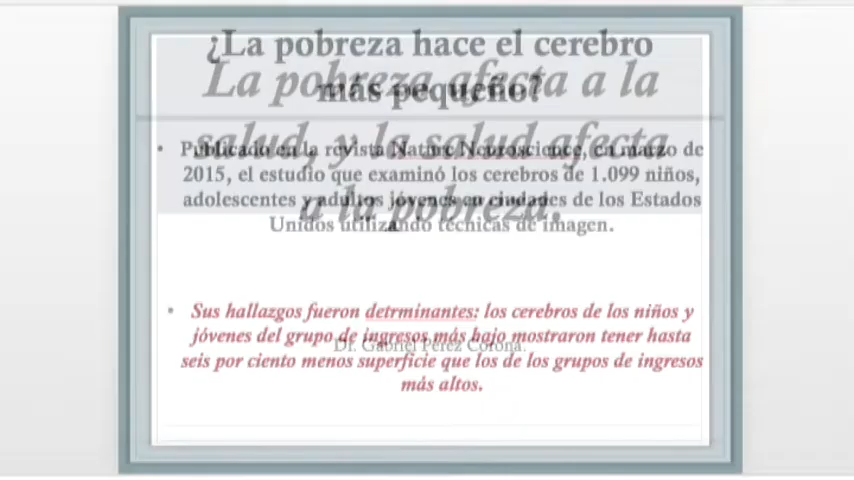 ¿La pobreza hace el cerebro
más pequeño?
La pobreza afecta a la
salud, y la salud afecta
a la pobreza.
• Publicado en la revista Nature Neuroscience, en marzo de
2015, el estudio que examinó los cerebros de 1.099 niños,
adolescentes y adultos jóvenes en ciudades de los Estados
Unidos utilizando técnicas de imagen.
• Sus hallazgos fueron detrminantes: los cerebros de los niños y
jóvenes del grupo de ingresos más bajo mostraron tener hasta
Dr. Gabriel Pérez Corona.
seis por ciento menos superficie que los de los grupos de ingresos
más altos.